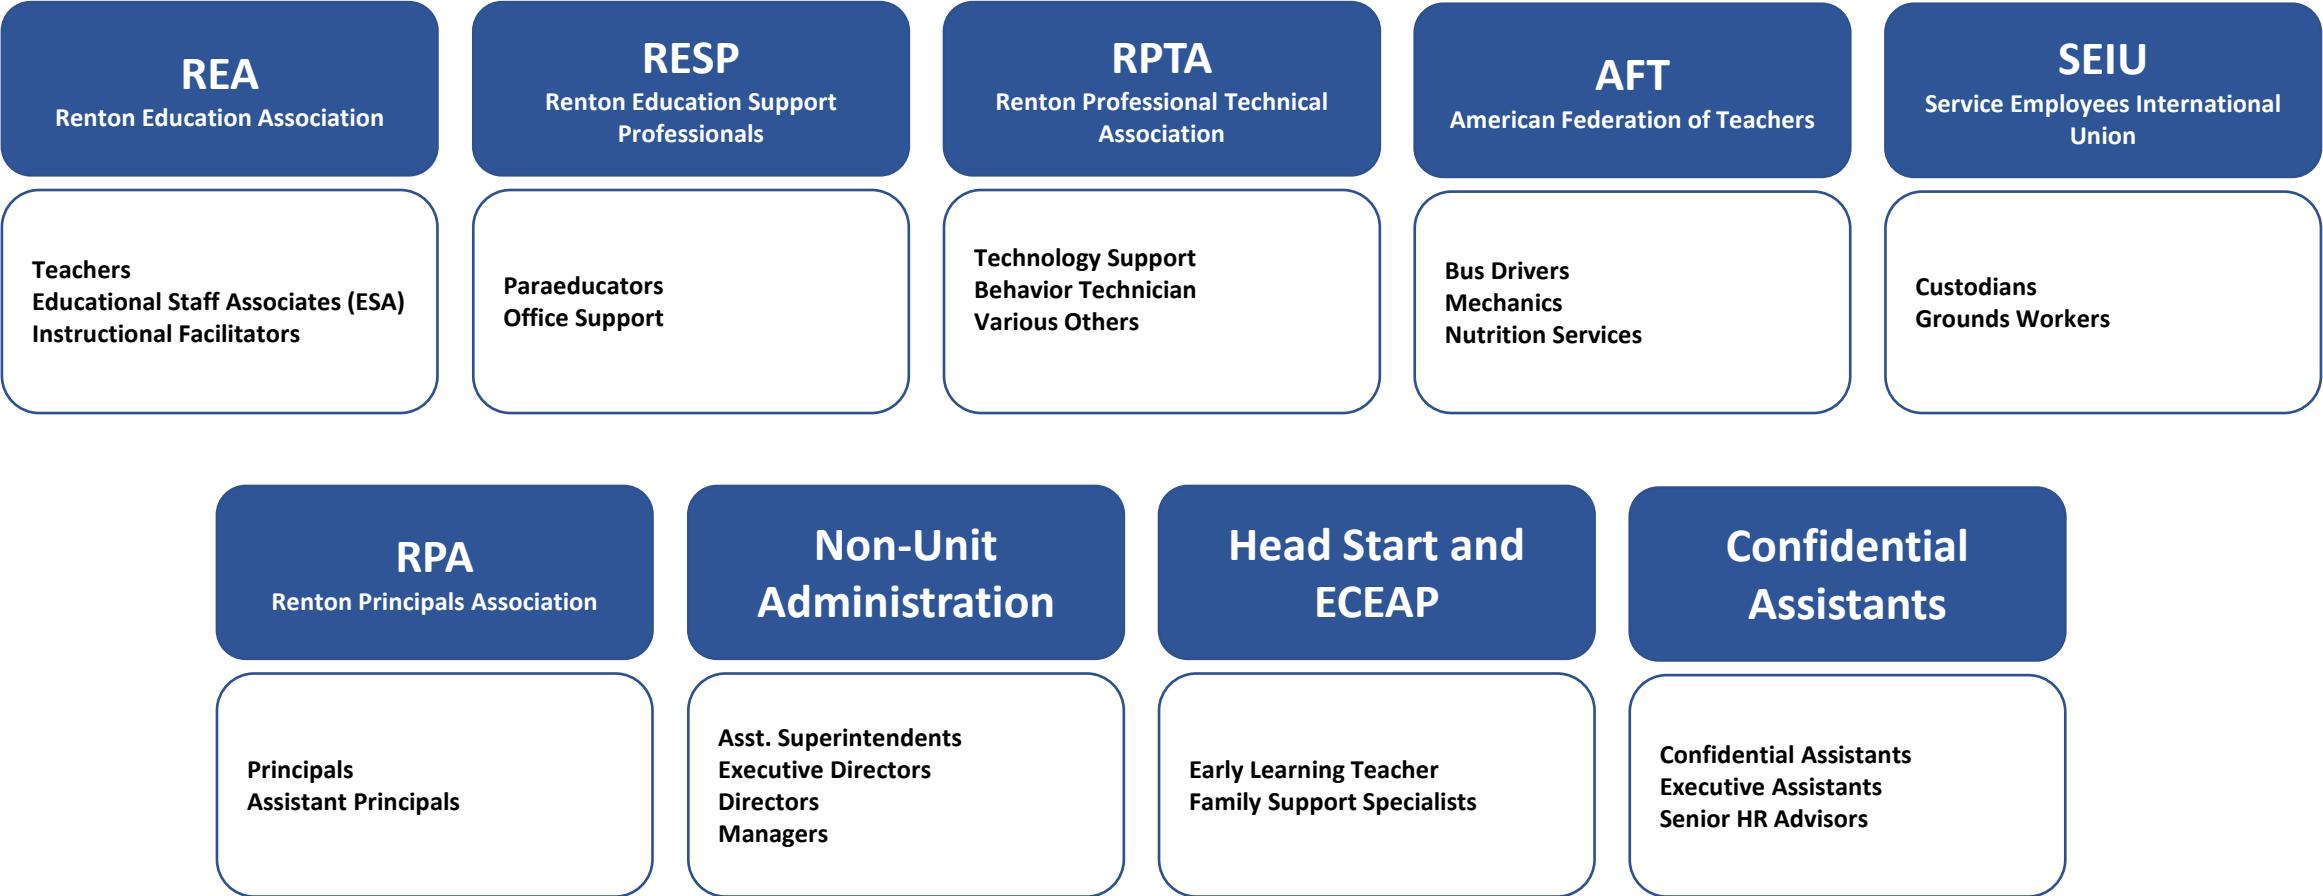 REA
Renton Education Association
Teachers
Educational Staff Associates (ESA)
Instructional Facilitators
RESP
Renton Education Support
Professionals
Paraeducators
Office Support
RPTA
Renton Professional Technical
Association
Technology Support
Behavior Technician
Various Others
AFT
American Federation of Teachers
Bus Drivers
Mechanics
Nutrition Services
SEIU
Service Employees International
Union
Custodians
Grounds Workers
RPA
Renton Principals Association
Principals
Assistant Principals
Non-Unit
Administration
Asst. Superintendents
Executive Directors
Directors
Managers
Head Start and
ECEAP
Early Learning Teacher
Family Support Specialists
Confidential
Assistants
Confidential Assistants
Executive Assistants
Senior HR Advisors